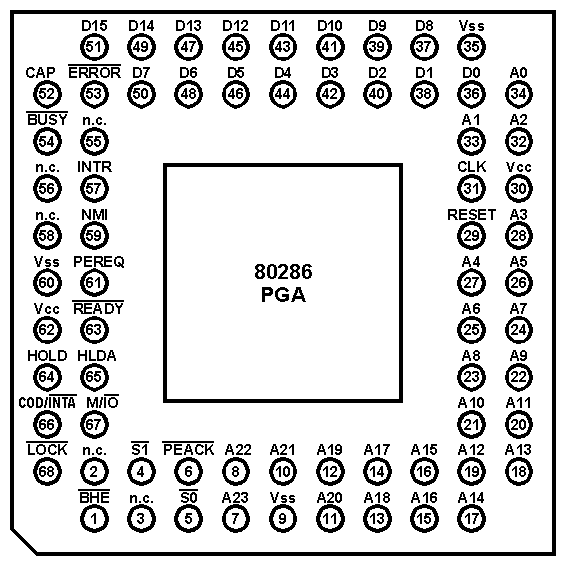 D15 D14 D13 D12 D11 D10 D9 D8 Vss
51 49 47 45 43 41 39 37 35
CAP ERROR D7 D6 D5 D4 D3 D2 D1 D0 A0
52 53 50 48 46 44 42 40 38 36 34
BUSY n.c. A1 A2
54 55 33 32
n.c. INTR CLK Vcc
56 57 31 30
n.c. NMI RESET A3
58 59 29 28
Vss PEREQ A4 A5
60 61 27 26
80286
PGA
Vcc READY A6 A7
62 63 25 24
HOLD HLDA A8 A9
64 65 23 22
COD/INTA M/IO A10 A11
66 67 21 20
LOCK n.c. S1 PEACK A22 A21 A19 A17 A15 A12 A13
68 2 4 6 8 10 12 14 16 19 18
BHE n.c. S0 A23 Vss A20 A18 A16 A14
1 3 5 7 9 11 13 15 17